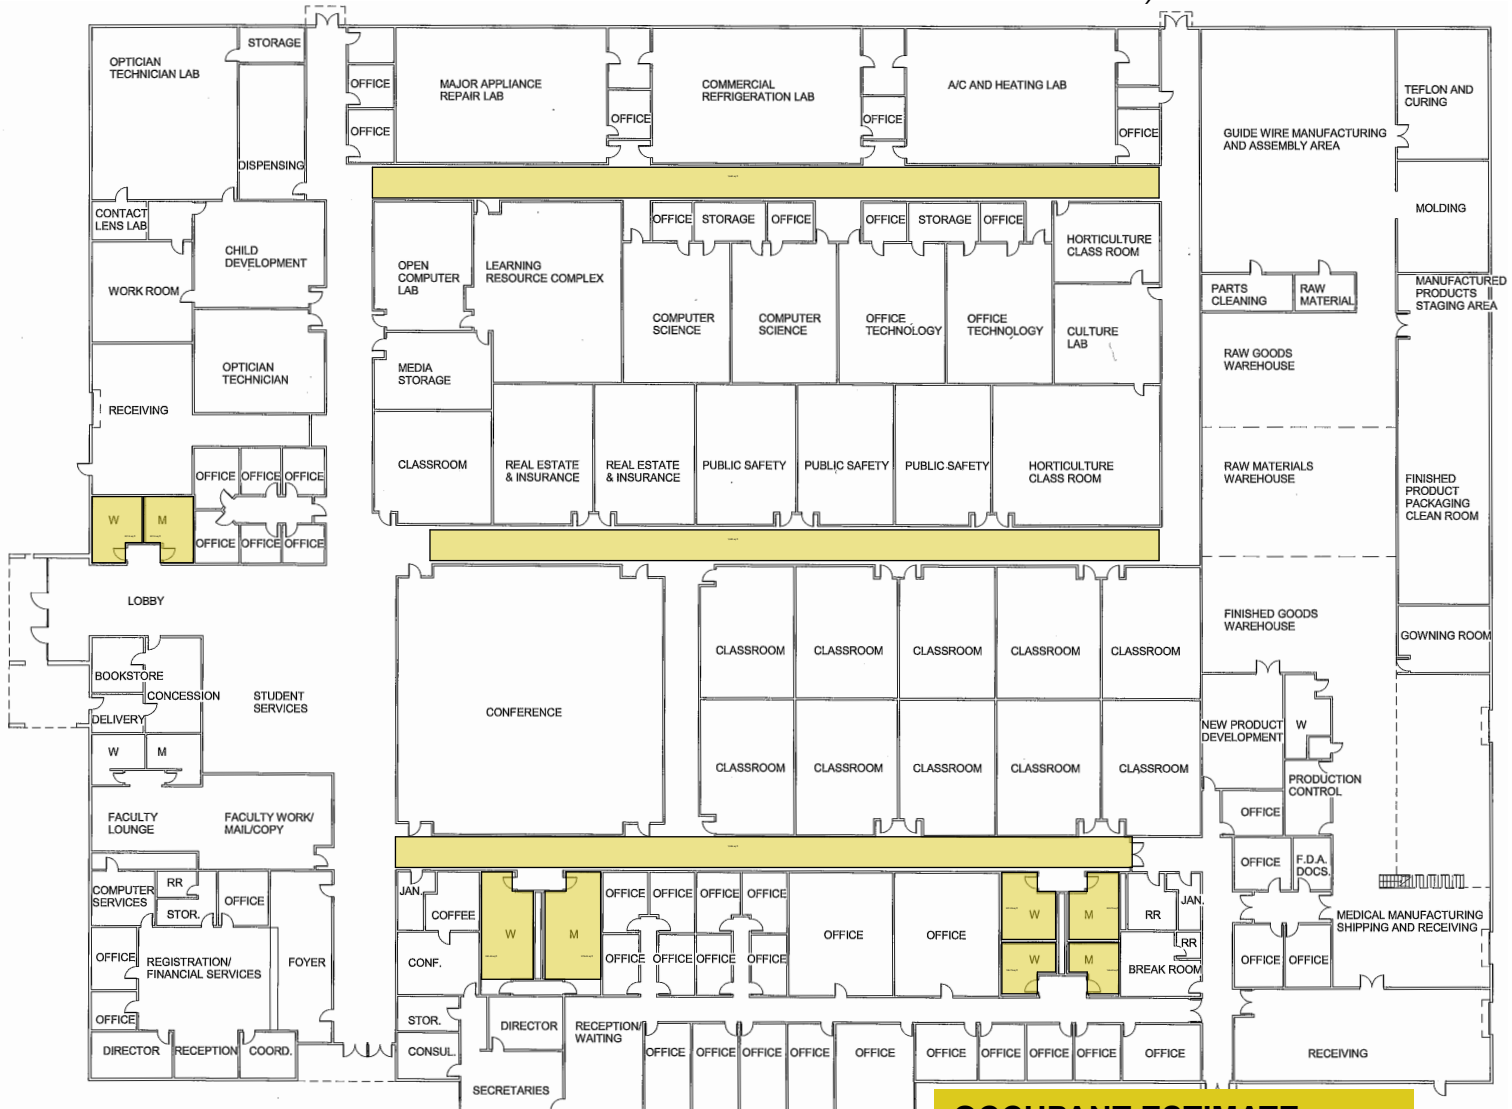 OPTICIAN
TECHNICIAN LAB
STORAGE
DISPENSING
OFFICE
OFFICE
MAJOR APPLIANCE
REPAIR LAB
OFFICE
COMMERCIAL
REFRIGERATION LAB
OFFICE
A/C AND HEATING LAB
OFFICE
GUIDE WIRE MANUFACTURING
AND ASSEMBLY AREA
TEFLON AND
CURING
MOLDING
CONTACT
LENS LAB
CHILD
DEVELOPMENT
WORK ROOM
OPTICIAN
TECHNICIAN
RECEIVING
OPEN
COMPUTER
LAB
LEARNING
RESOURCE COMPLEX
MEDIA
STORAGE
OFFICE
STORAGE
OFFICE
OFFICE
STORAGE
OFFICE
COMPUTER
SCIENCE
COMPUTER
SCIENCE
OFFICE
TECHNOLOGY
OFFICE
TECHNOLOGY
HORTICULTURE
CLASS ROOM
CULTURE
LAB
PARTS
CLEANING
RAW
MATERIAL
MANUFACTURED
PRODUCTS
STAGING AREA
RAW GOODS
WAREHOUSE
RAW MATERIALS
WAREHOUSE
FINISHED
PRODUCT
PACKAGING
CLEAN ROOM
CLASSROOM
REAL ESTATE
& INSURANCE
REAL ESTATE
& INSURANCE
PUBLIC SAFETY
PUBLIC SAFETY
PUBLIC SAFETY
HORTICULTURE
CLASS ROOM
OFFICE
OFFICE
OFFICE
W
M
OFFICE
OFFICE
OFFICE
LOBBY
FINISHED GOODS
WAREHOUSE
GOWNING ROOM
BOOKSTORE
CONCESSION
DELIVERY
STUDENT
SERVICES
W
M
CONFERENCE
CLASSROOM
CLASSROOM
CLASSROOM
CLASSROOM
CLASSROOM
CLASSROOM
CLASSROOM
CLASSROOM
CLASSROOM
CLASSROOM
NEW PRODUCT
DEVELOPMENT
W
PRODUCTION
CONTROL
OFFICE
FACULTY
LOUNGE
FACULTY WORK/
MAIL/COPY
OFFICE
F.D.A.
DOCS.
COMPUTER
SERVICES
RR
STOR.
OFFICE
OFFICE
REGISTRATION/
FINANCIAL SERVICES
FOYER
OFFICE
DIRECTOR
RECEPTION
COORD.
JAN.
COFFEE
CONF.
W
M
OFFICE
OFFICE
OFFICE
OFFICE
OFFICE
OFFICE
OFFICE
OFFICE
OFFICE
OFFICE
W
M
W
M
RR
JAN.
RR
BREAK ROOM
OFFICE
OFFICE
MEDICAL MANUFACTURING
SHIPPING AND RECEIVING
STOR.
CONSUL.
DIRECTOR
SECRETARIES
RECEPTION/
WAITING
OFFICE
OFFICE
OFFICE
OFFICE
OFFICE
OFFICE
OFFICE
OFFICE
OFFICE
OFFICE
RECEIVING
OCCUPANT ESTIMATE